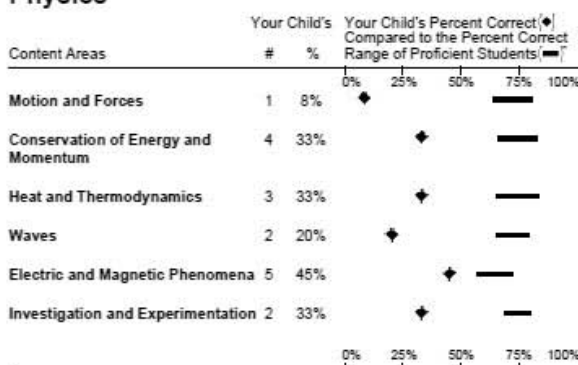 Physics
Your Child's Your Child's Percent Correct(◆)
Compared to the Percent Correct
Content Areas # % Range of Proficient Students(▬)
0% 25% 50% 75% 100%
Motion and Forces 1 8%
Conservation of Energy and 4 33%
Momentum
Heat and Thermodynamics 3 33%
Waves 2 20%
Electric and Magnetic Phenomena 5 45%
Investigation and Experimentation 2 33%
0% 25% 50% 75% 100%